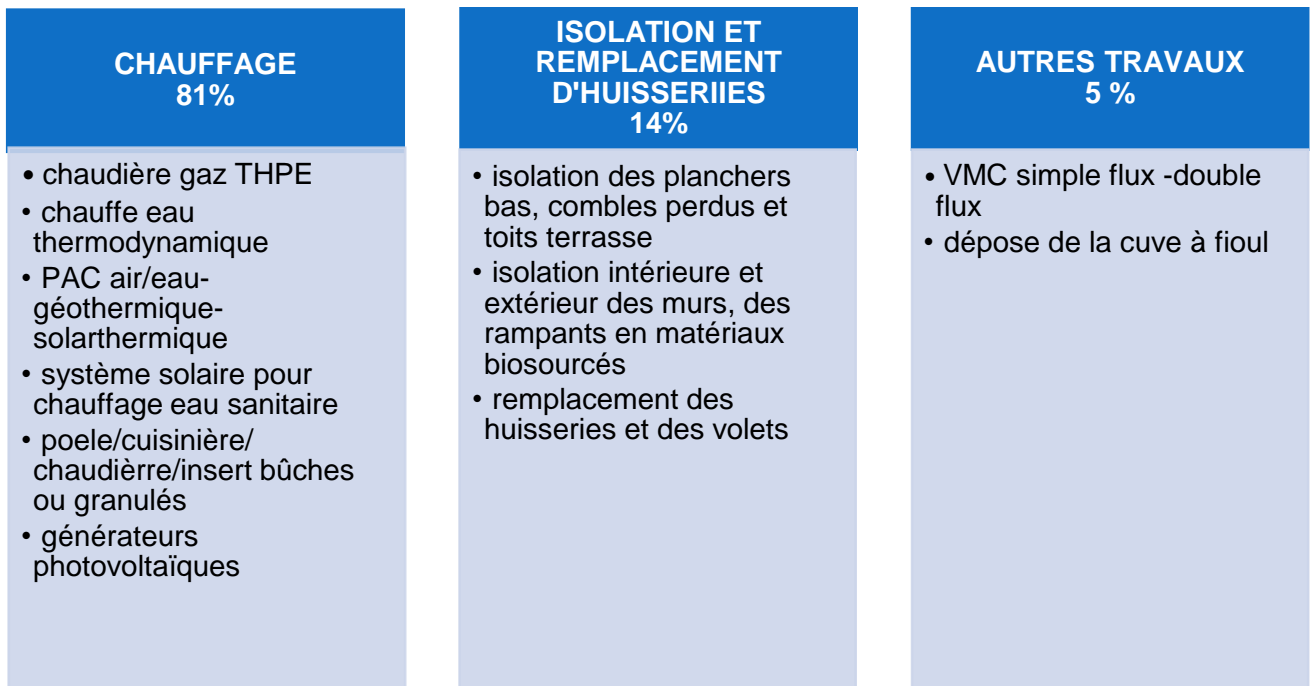 CHAUFFAGE
81%
• chaudière gaz THPE
• chauffe eau
thermodynamique
• PAC air/eau-
géothermique-
solarthermique
• système solaire pour
chauffage eau sanitaire
• poele/cuisinière/
chaudièrre/insert bûches
ou granulés
• générateurs
photovoltaïques
ISOLATION ET
REMPLACEMENT
D'HUISSERIIES
14%
• isolation des planchers
bas, combles perdus et
toits terrasse
• isolation intérieure et
extérieur des murs, des
rampants en matériaux
biosourcés
• remplacement des
huisseries et des volets
AUTRES TRAVAUX
5 %
• VMC simple flux -double
flux
• dépose de la cuve à fioul